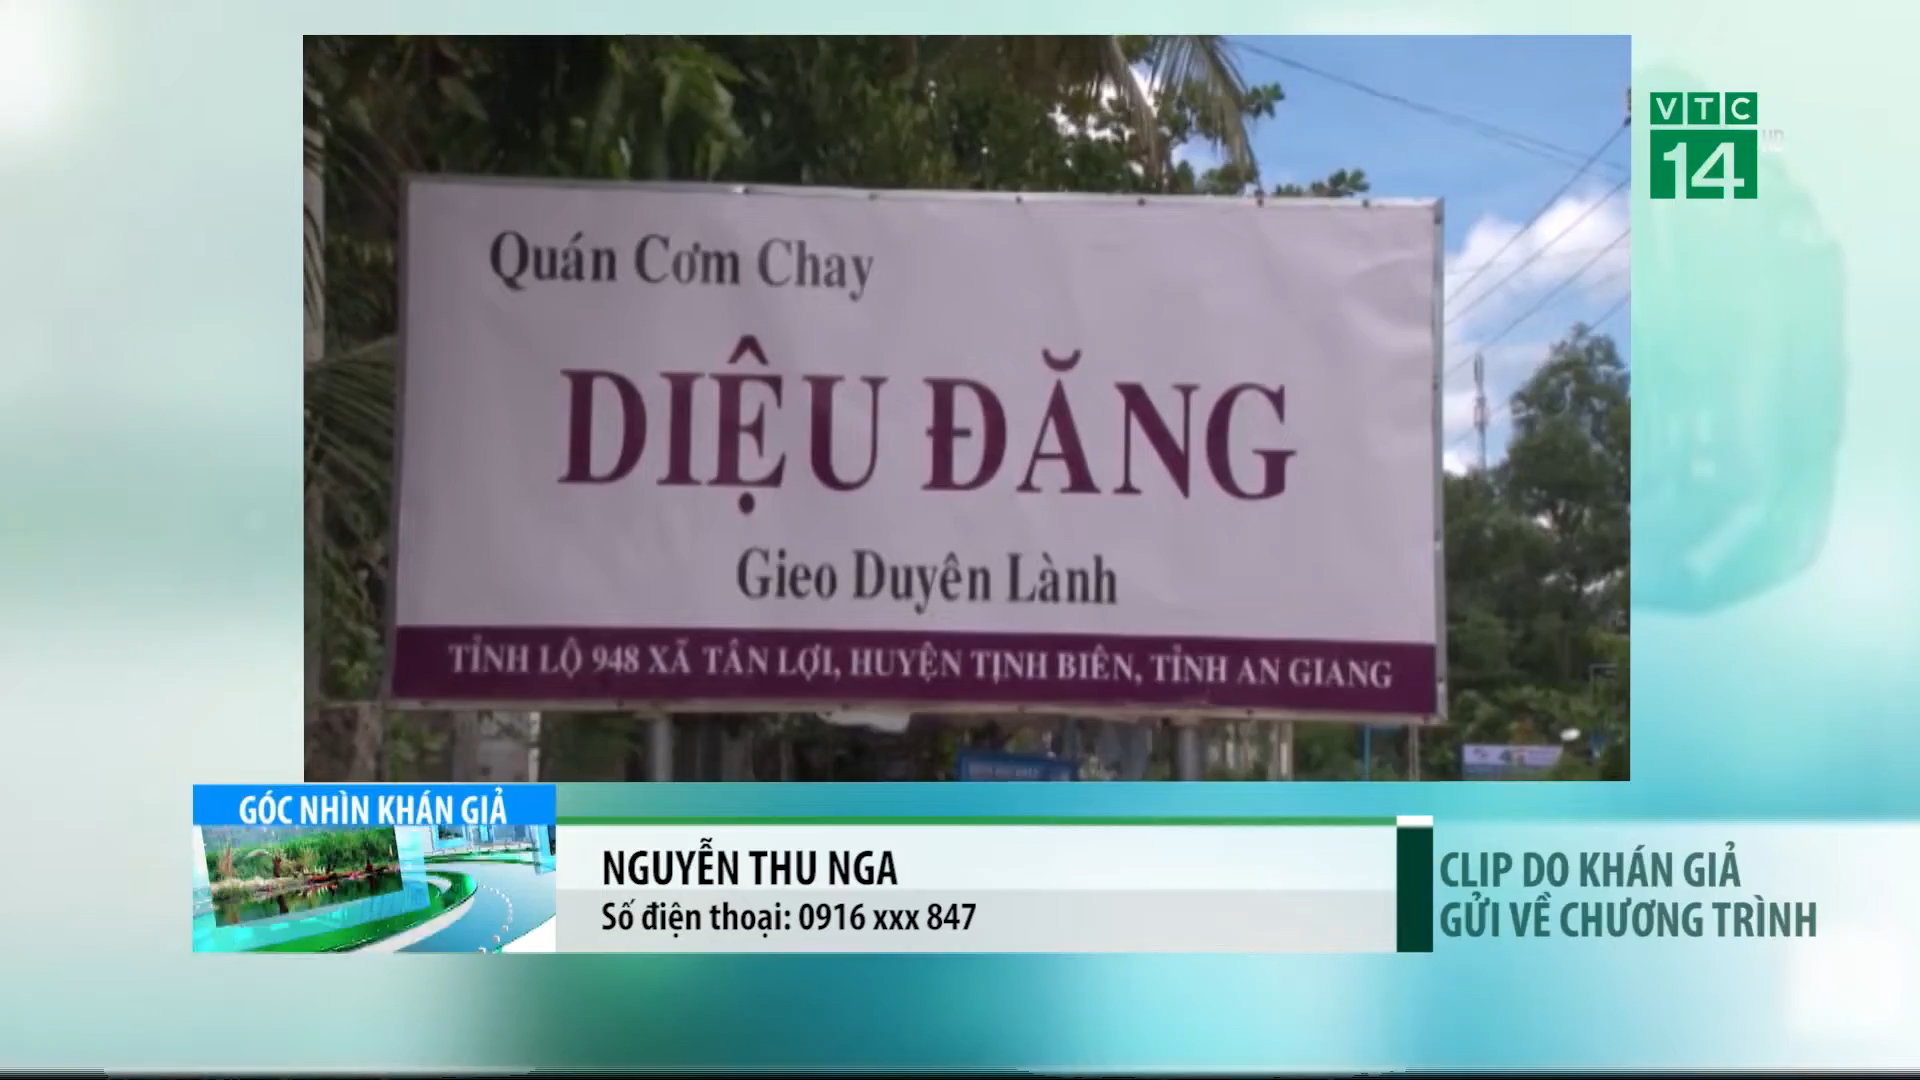 VTC
14
HD
Quán Cơm Chay
DIỆU ĐĂNG
Gieo Duyên Lành
TỈNH LỘ 948 XÃ TÂN LỢI, HUYỆN TỊNH BIÊN, TỈNH AN GIANG
GÓC NHÌN KHÁN GIẢ
NGUYỄN THU NGA
Số điện thoại: 0916 xxx 847
CLIP DO KHÁN GIẢ
GỬI VỀ CHƯƠNG TRÌNH